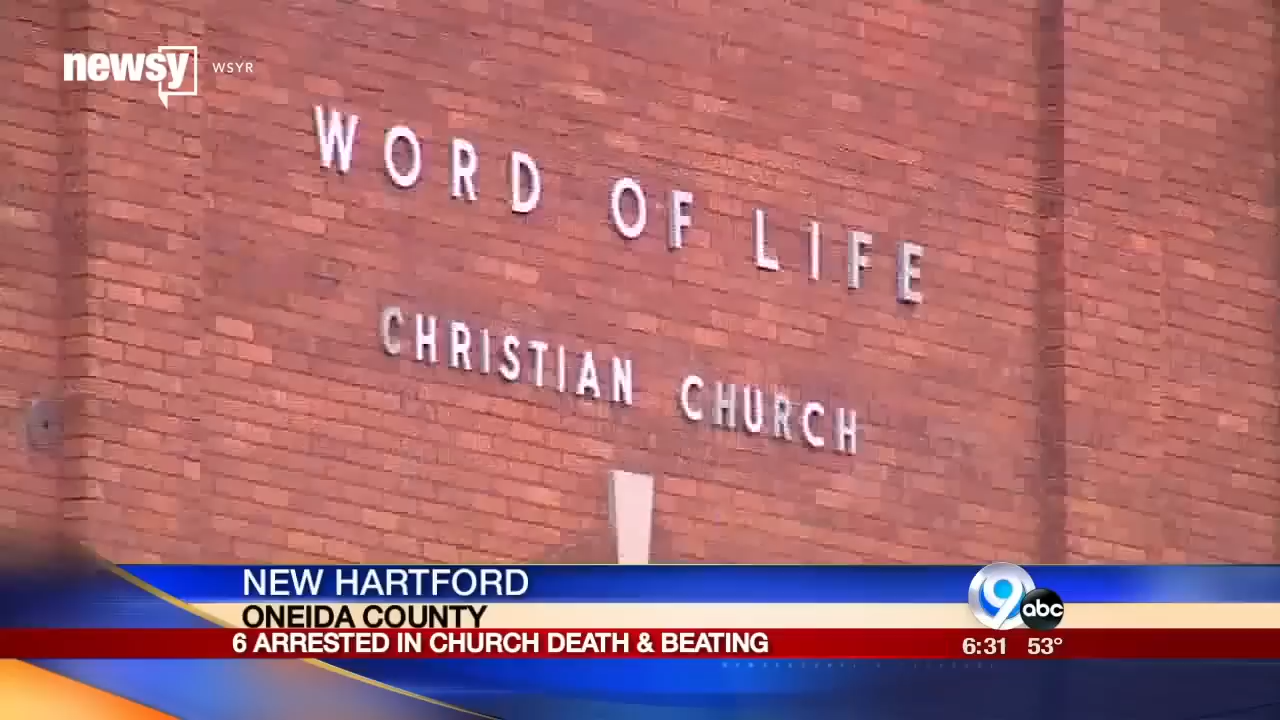 newsy WSYR
WORD OF LIFE
CHRISTIAN CHURCH
NEW HARTFORD
ONEIDA COUNTY
9 abc
6 ARRESTED IN CHURCH DEATH & BEATING
6:31 53°